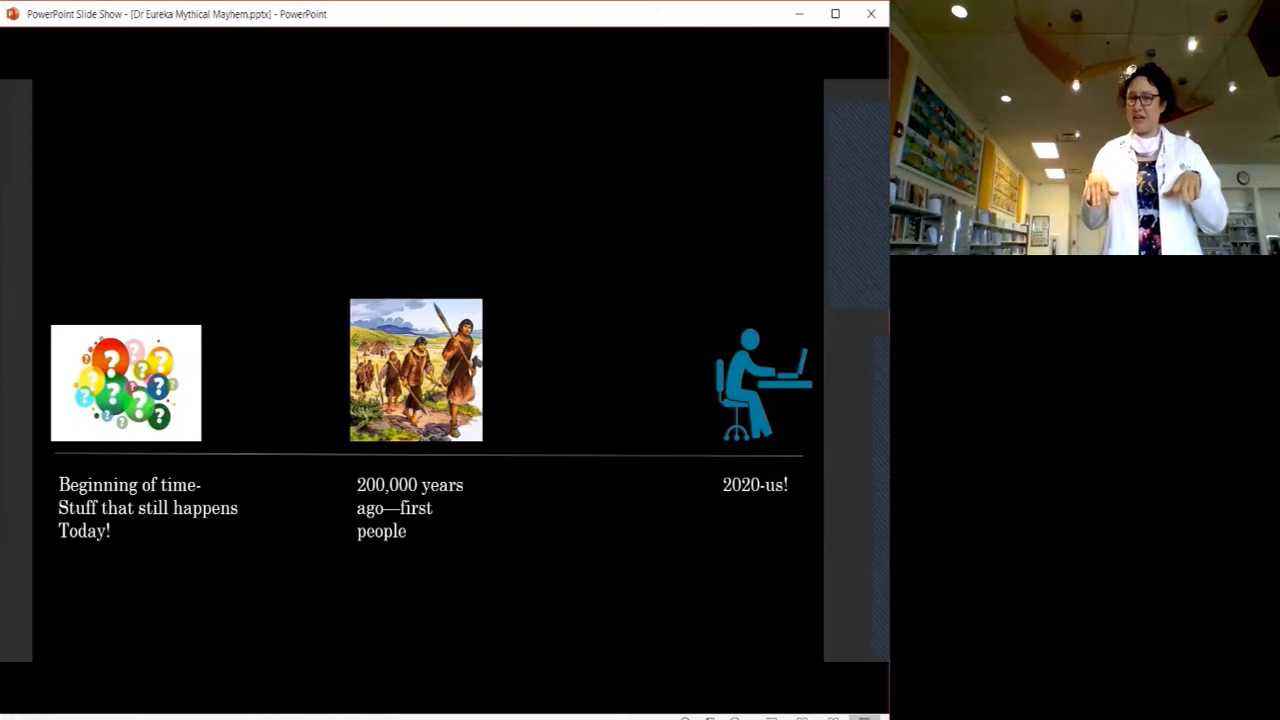 PowerPoint Slide Show - [Dr Eureka Mythical Mayhem.pptx] - PowerPoint
Beginning of time-
Stuff that still happens
Today!
200,000 years
ago—first
people
2020-us!